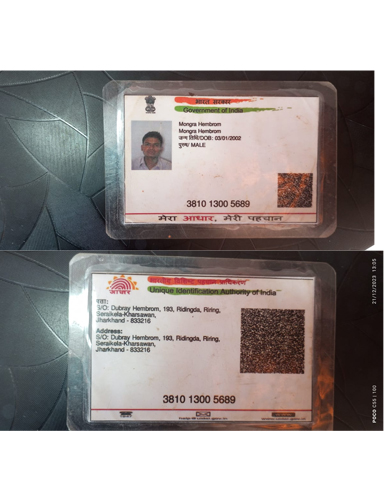 भारत सरकार
Government of India
Mongra Hembrom
Mongra Hembrom
जन्म तिथि/DOB: 03/01/2002
पुरुष/ MALE
3810 1300 5689
मेरा आधार, मेरी पहचान
भारतीय विशिष्ट पहचान प्राधिकरण
Unique Identification Authority of India
आधार
पता:
S/O: Dubray Hembrom, 193, Ridingda, Riring,
Seraikela-Kharsawan,
Jharkhand - 833216
Address:
S/O: Dubray Hembrom, 193, Ridingda, Riring,
Seraikela-Kharsawan,
Jharkhand - 833216
3810 1300 5689
21/12/2023 13:05
POCO C55 | 100